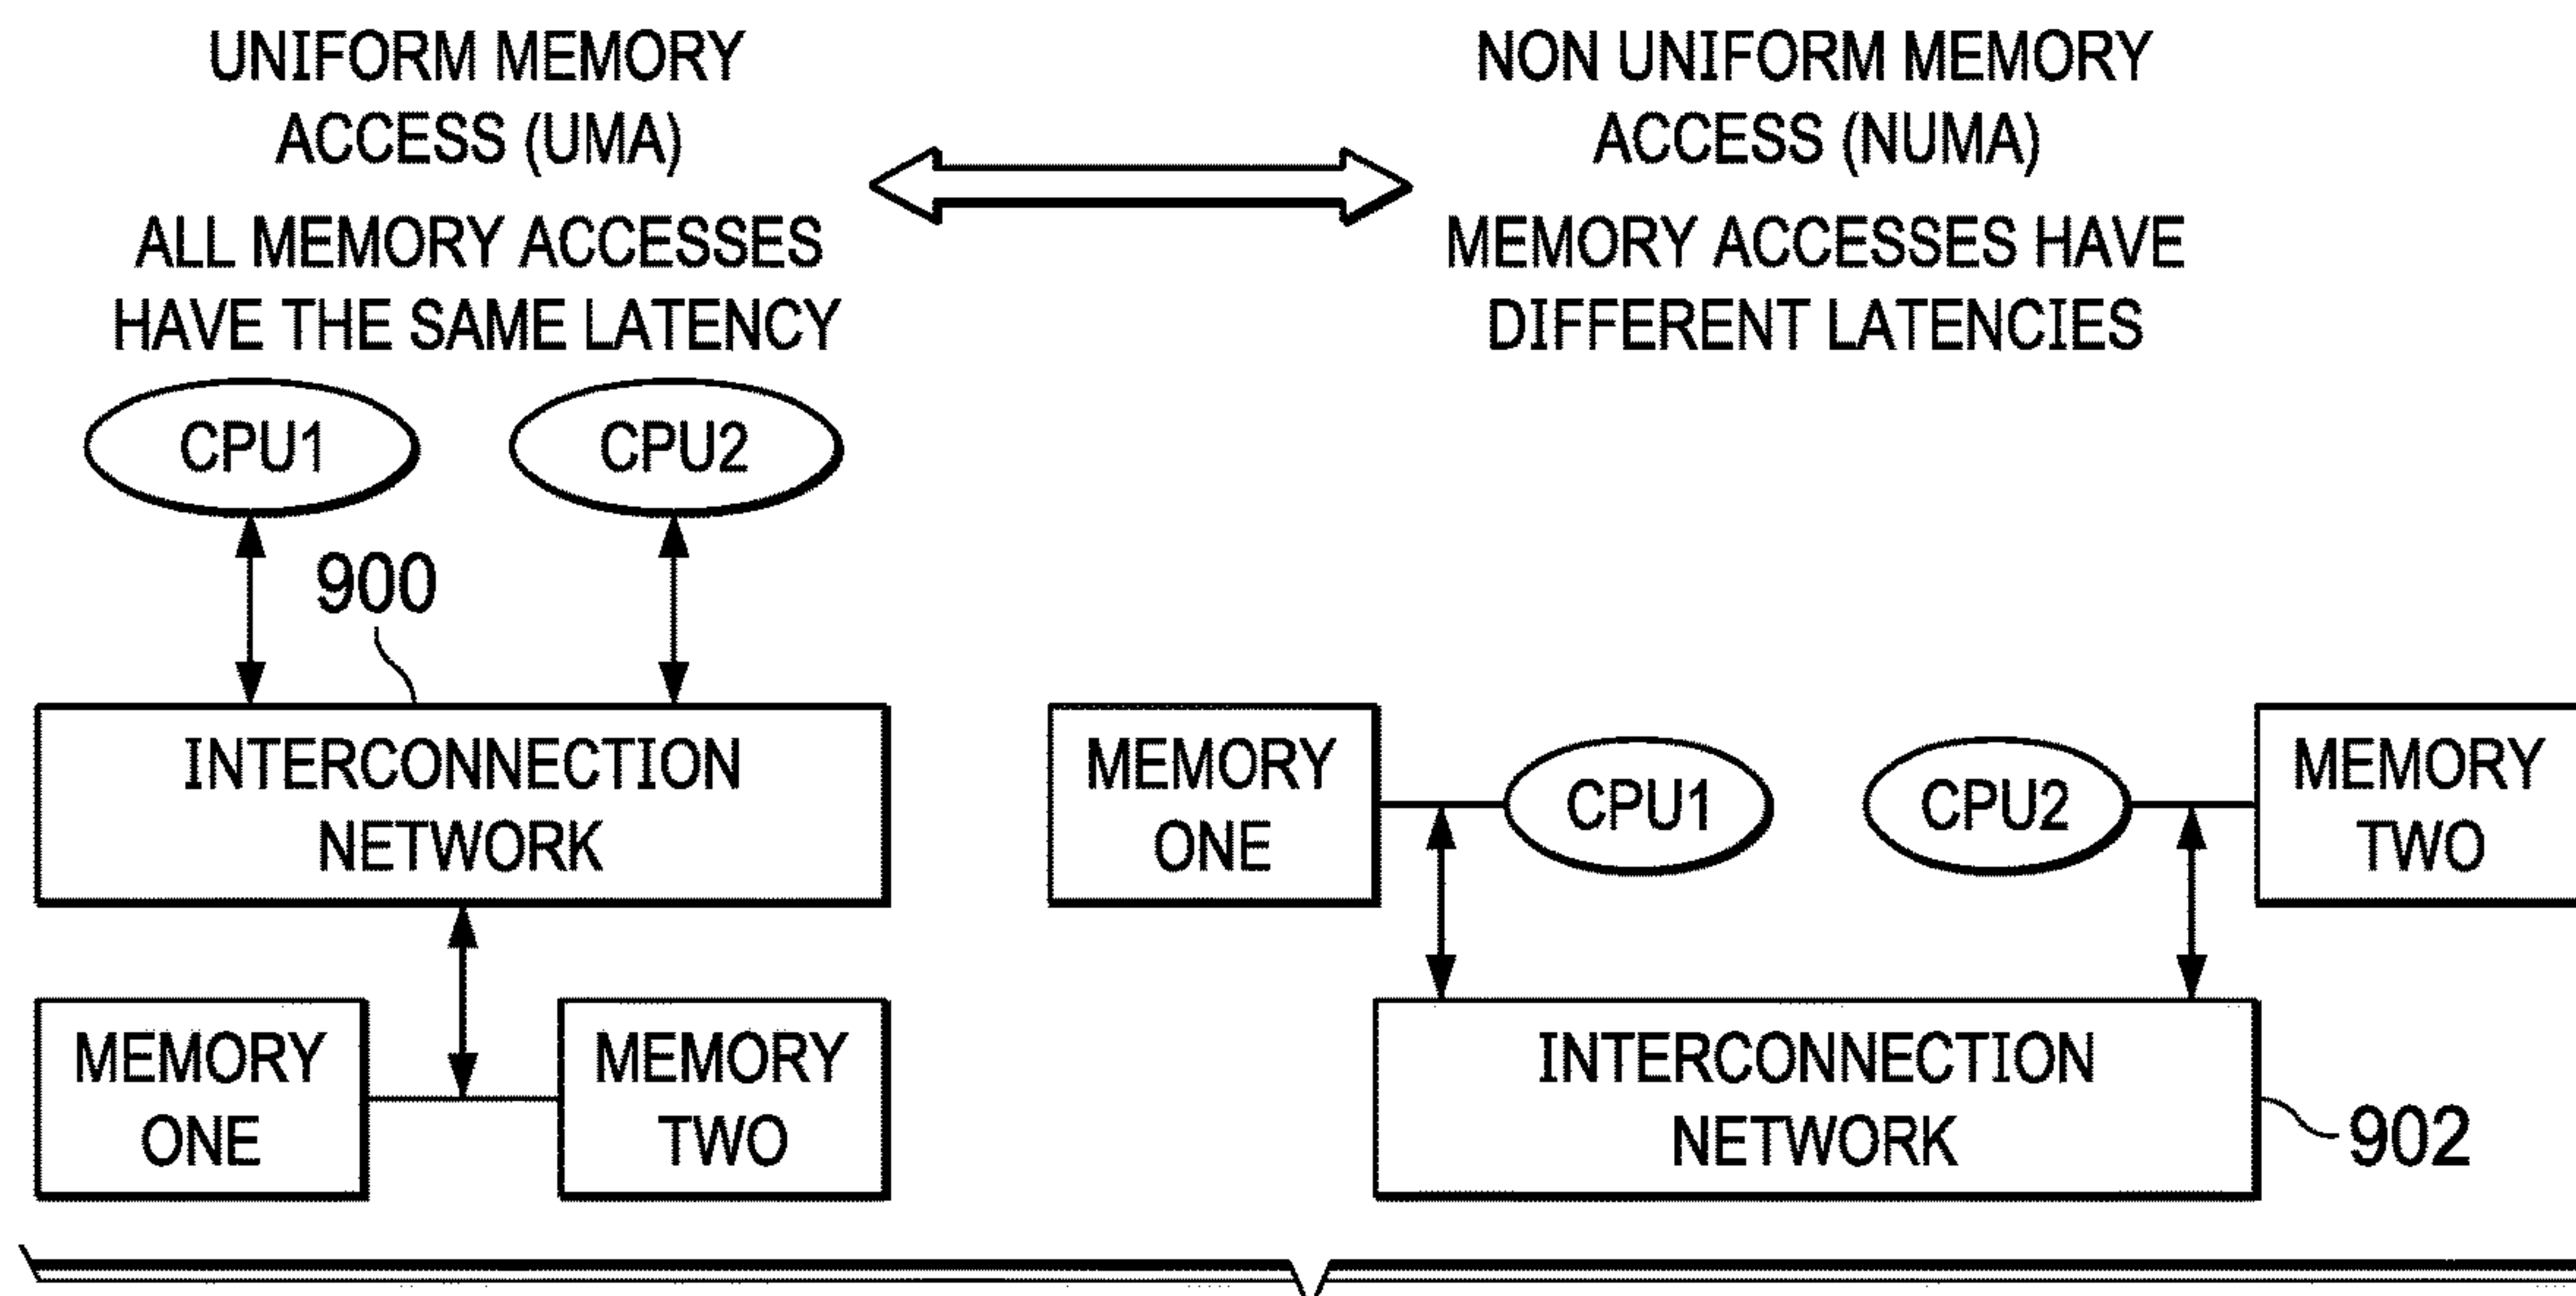 UNIFORM MEMORY
ACCESS (UMA)
ALL MEMORY ACCESSES
HAVE THE SAME LATENCY
CPU1
CPU2
900
INTERCONNECTION
NETWORK
MEMORY
ONE
MEMORY
TWO
NON UNIFORM MEMORY
ACCESS (NUMA)
MEMORY ACCESSES HAVE
DIFFERENT LATENCIES
MEMORY
ONE
CPU1
CPU2
MEMORY
TWO
INTERCONNECTION
NETWORK
902